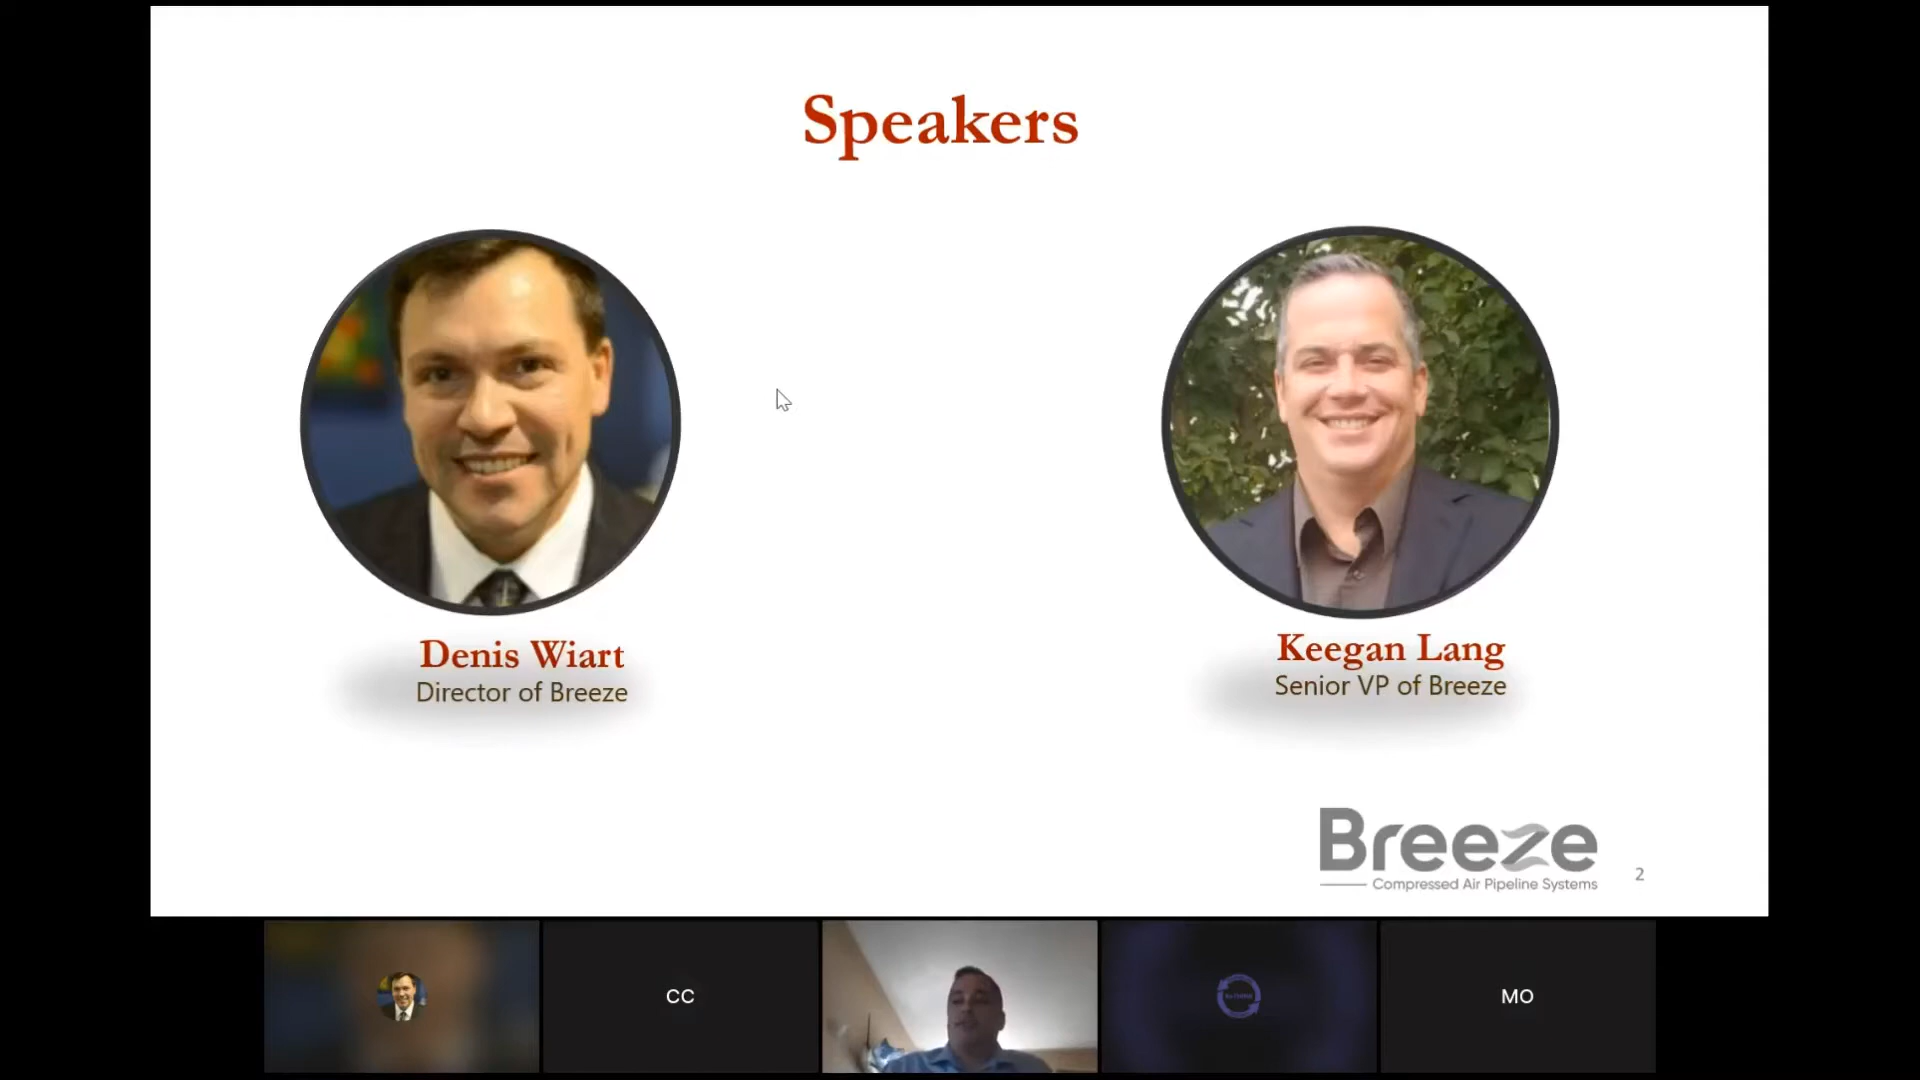 Speakers
Denis Wiart
Director of Breeze
Keegan Lang
Senior VP of Breeze
Breeze
Compressed Air Pipeline Systems
2
CC
MO